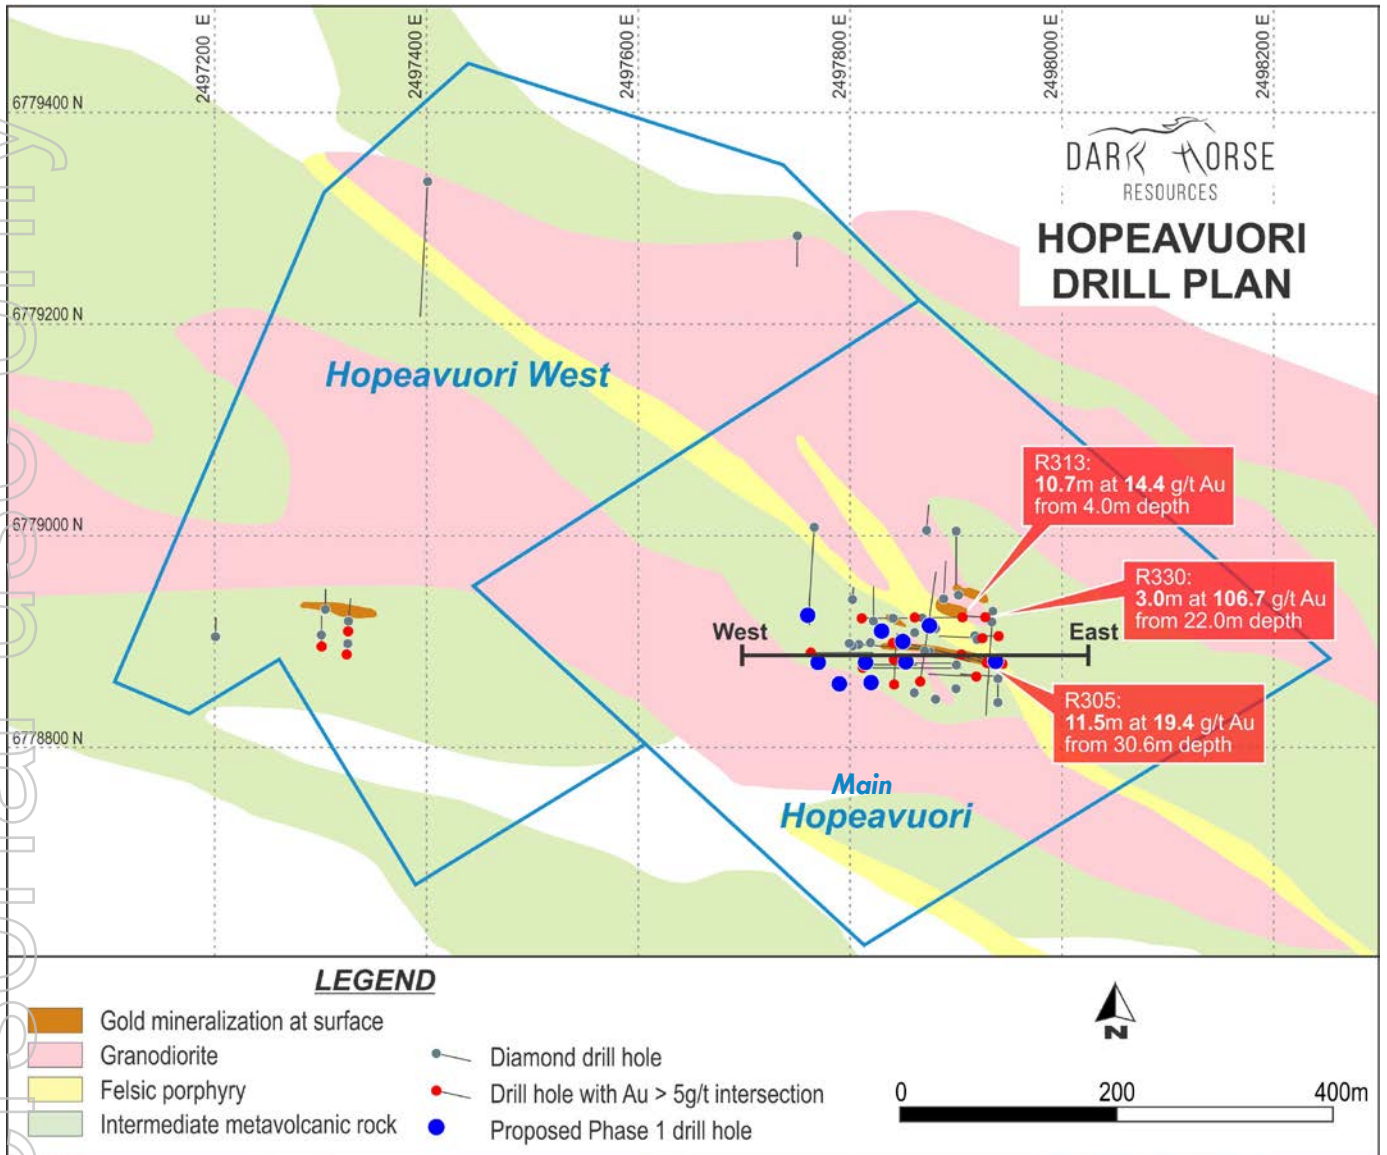 2497200 E
2497400 E
2497600 E
2497800 E
2498000 E
2498200 E
6779400 N
DARK HORSE
RESOURCES
HOPEAVUORI
DRILL PLAN
6779200 N
Hopeavuori West
R313:
10.7m at 14.4 g/t Au
from 4.0m depth
6779000 N
R330:
3.0m at 106.7 g/t Au
from 22.0m depth
West
East
R305:
11.5m at 19.4 g/t Au
from 30.6m depth
6778800 N
Main
Hopeavuori
LEGEND
Gold mineralization at surface
Granodiorite
Felsic porphyry
Intermediate metavolcanic rock
Diamond drill hole
Drill hole with Au > 5g/t intersection
Proposed Phase 1 drill hole
N
0 200 400m